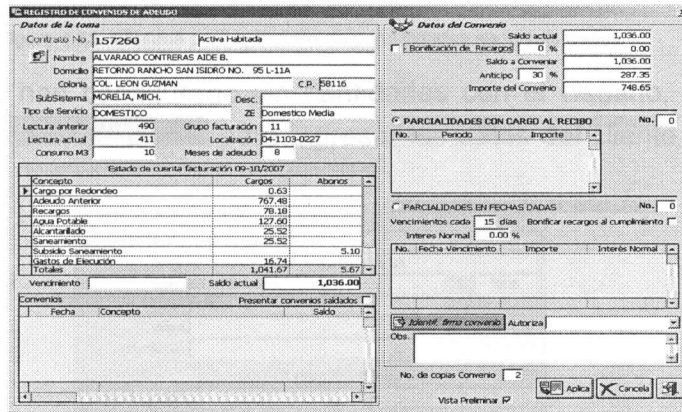 REGISTRO DE CONVENIOS DE ADEUDO
Datos de la toma
Contrato No. 157260 Activa Habitada
Nombre ALVARADO CONTRERAS AIDE B.
Domicilio RETORNO RANCHO SAN ISIDRO NO. 95 L-11A
Colonia COL. LEON GUZMAN C.P. 58116
SubSistema MORELIA, MICH. Desc.
Tipo de Servicio DOMESTICO ZE Domestico Media
Lectura anterior 490 Grupo facturación 11
Lectura actual 411 Localización 04-1103-0227
Consumo M3 10 Meses de adeudo 8
Estado de cuenta facturación 09-10/2007
Concepto Cargos Abonos
Cargo por Redondeo 0.63
Adeudo Anterior 767.48
Recargos 78.18
Agua Potable 127.60
Alcantarillado 25.52
Saneamiento 25.52
Subsidio Saneamiento 5.10
Gastos de Ejecución 16.74
Totales 1,041.67 5.67
Vencimiento Saldo actual 1,036.00
Convenios Presentar convenios saldados
Fecha Concepto Saldo
Datos del Convenio
Saldo actual 1,036.00
Bonificación de Recargos 0 % 0.00
Saldo a Conveniar 1,036.00
Anticipo 30 % 287.35
Importe del Convenio 748.65
PARCIALIDADES CON CARGO AL RECIBO No. 0
No. Periodo Importe
PARCIALIDADES EN FECHAS DADAS No. 0
Vencimientos cada 15 días Bonificar recargos al cumplimiento
Interes Normal 0.00 %
No. Fecha Vencimiento Importe Interés Normal
Identif. firma convenio Autoriza
Obs.
No. de copias Convenio 2
Aplica Cancela
Vista Preliminar